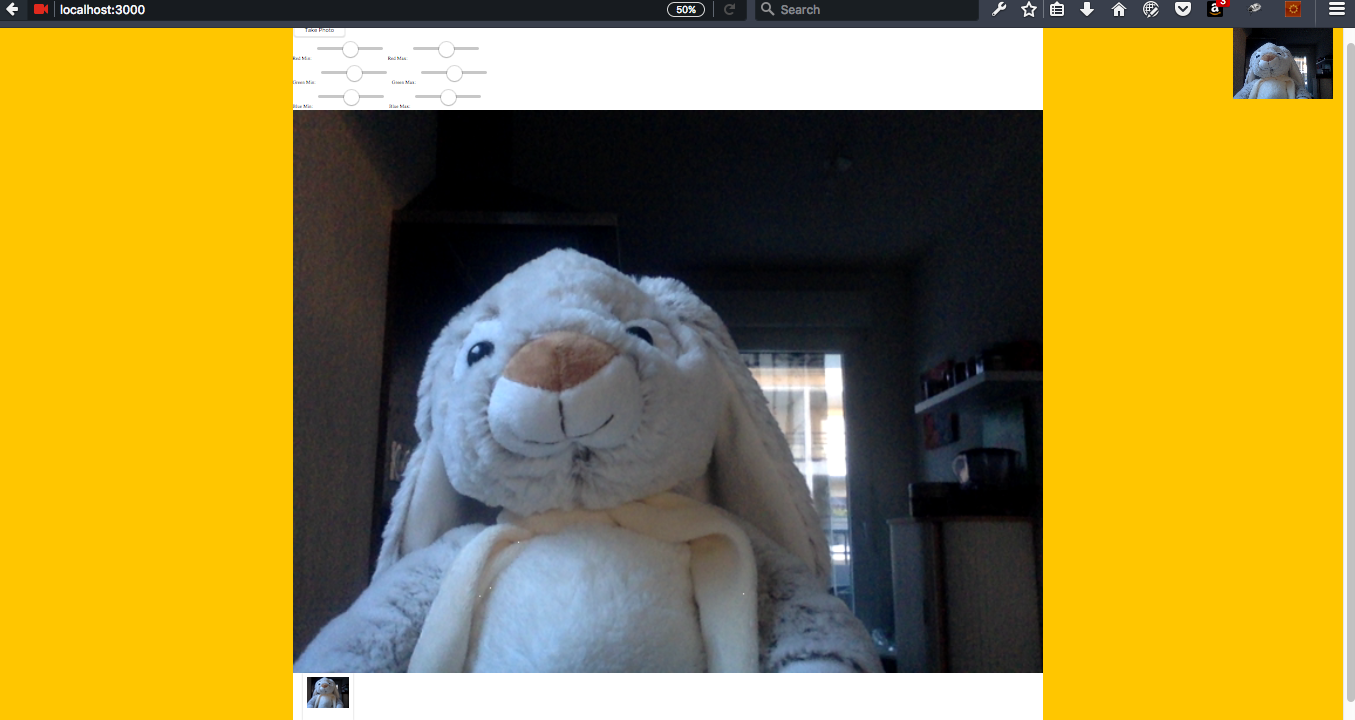 localhost:3000
50%
Search
3
Take Photo
Red Min:
Red Max:
Green Min:
Green Max:
Blue Min:
Blue Max: